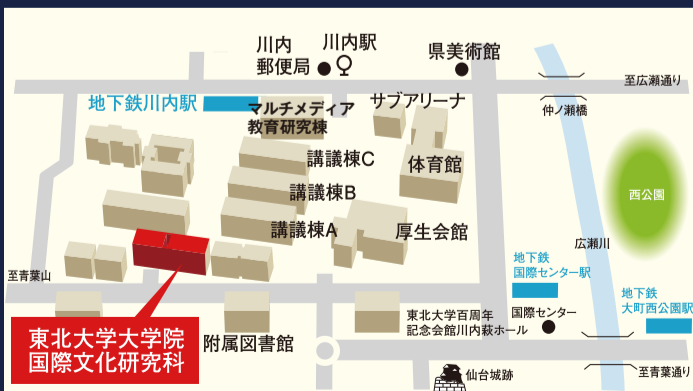 川内
郵便局
川内駅
県美術館
至広瀬通り
地下鉄川内駅
マルチメディア
教育研究棟
サブアリーナ
仲ノ瀬橋
講議棟C
体育館
講議棟B
西公園
講議棟A
厚生会館
広瀬川
地下鉄
国際センター駅
至青葉山
地下鉄
大町西公園駅
東北大学百周年
記念会館川内萩ホール
国際センター
東北大学大学院
国際文化研究科
附属図書館
仙台城跡
至青葉通り